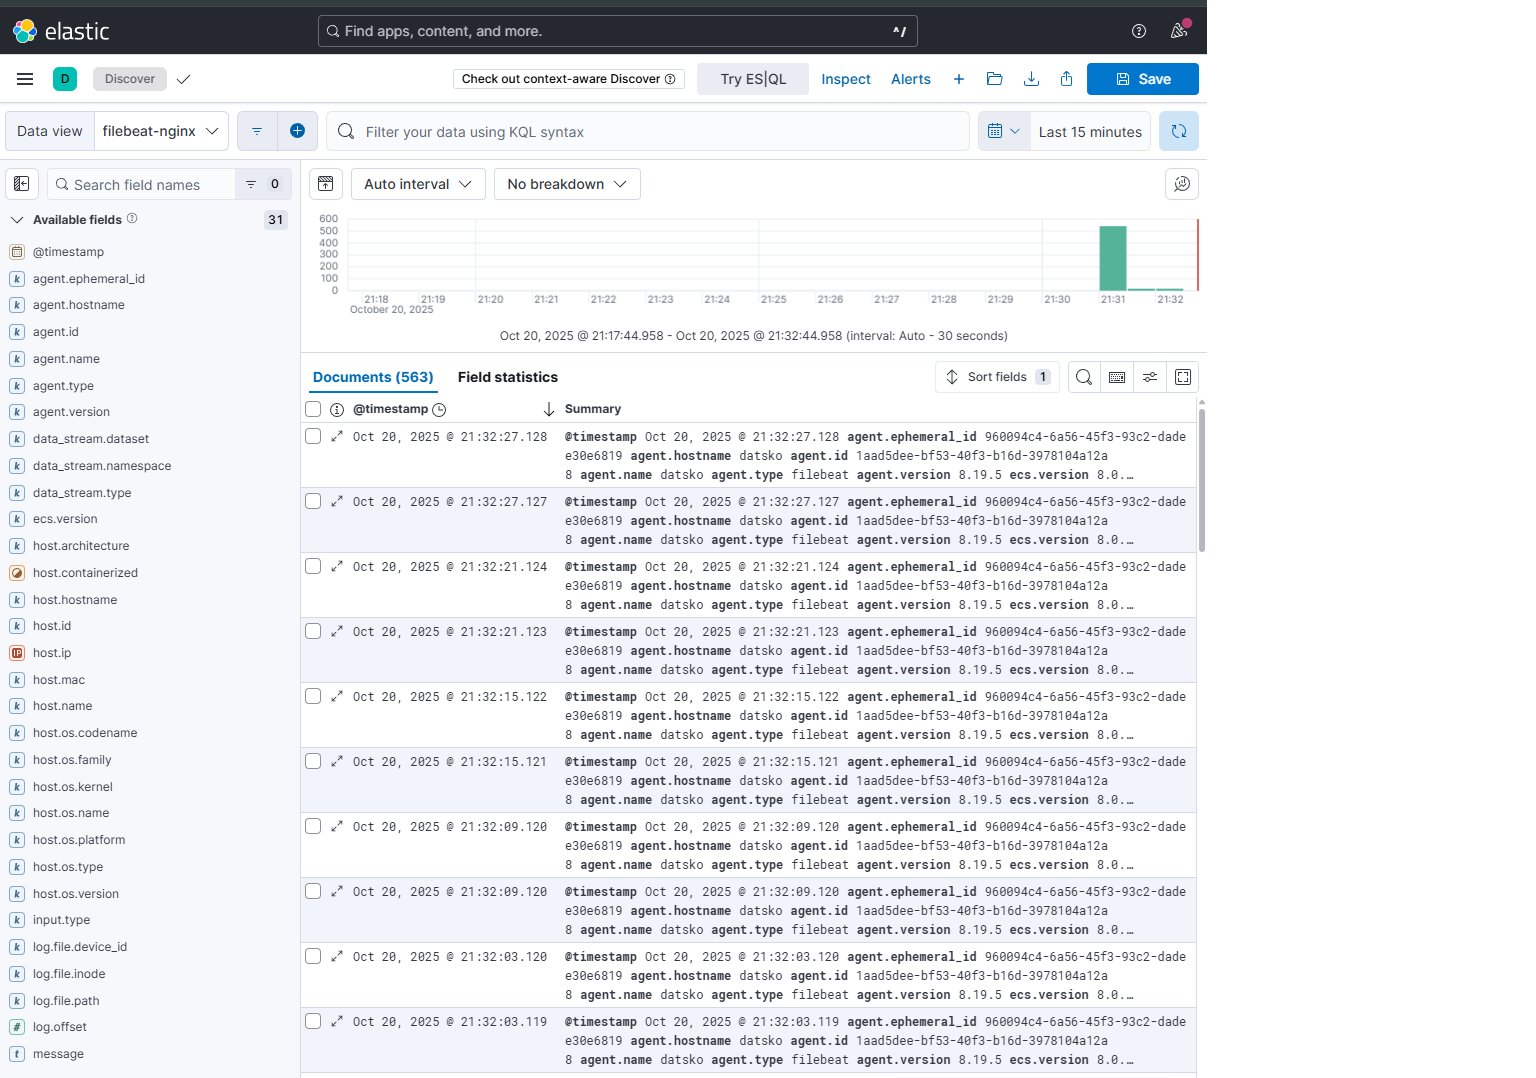 elastic
Find apps, content, and more.
^/
D
Discover
Check out context-aware Discover
Try ES|QL
Inspect
Alerts
Save
Data view
filebeat-nginx
Filter your data using KQL syntax
Last 15 minutes
Search field names
0
Auto interval
No breakdown
Available fields
31
@timestamp
agent.ephemeral_id
agent.hostname
agent.id
agent.name
agent.type
agent.version
data_stream.dataset
data_stream.namespace
data_stream.type
ecs.version
host.architecture
host.containerized
host.hostname
host.id
host.ip
host.mac
host.name
host.os.codename
host.os.family
host.os.kernel
host.os.name
host.os.platform
host.os.type
host.os.version
input.type
log.file.device_id
log.file.inode
log.file.path
log.offset
message
600
500
400
300
200
100
0
21:18 21:19 21:20 21:21 21:22 21:23 21:24 21:25 21:26 21:27 21:28 21:29 21:30 21:31 21:32
October 20, 2025
Oct 20, 2025 @ 21:17:44.958 - Oct 20, 2025 @ 21:32:44.958 (interval: Auto - 30 seconds)
Documents (563)
Field statistics
Sort fields 1
@timestamp
Summary
Oct 20, 2025 @ 21:32:27.128 @timestamp Oct 20, 2025 @ 21:32:27.128 agent.ephemeral_id 960094c4-6a56-45f3-93c2-dade
e30e6819 agent.hostname datsko agent.id 1aad5dee-bf53-40f3-b16d-3978104a12a
8 agent.name datsko agent.type filebeat agent.version 8.19.5 ecs.version 8.0.…
Oct 20, 2025 @ 21:32:27.127 @timestamp Oct 20, 2025 @ 21:32:27.127 agent.ephemeral_id 960094c4-6a56-45f3-93c2-dade
e30e6819 agent.hostname datsko agent.id 1aad5dee-bf53-40f3-b16d-3978104a12a
8 agent.name datsko agent.type filebeat agent.version 8.19.5 ecs.version 8.0.…
Oct 20, 2025 @ 21:32:21.124 @timestamp Oct 20, 2025 @ 21:32:21.124 agent.ephemeral_id 960094c4-6a56-45f3-93c2-dade
e30e6819 agent.hostname datsko agent.id 1aad5dee-bf53-40f3-b16d-3978104a12a
8 agent.name datsko agent.type filebeat agent.version 8.19.5 ecs.version 8.0.…
Oct 20, 2025 @ 21:32:21.123 @timestamp Oct 20, 2025 @ 21:32:21.123 agent.ephemeral_id 960094c4-6a56-45f3-93c2-dade
e30e6819 agent.hostname datsko agent.id 1aad5dee-bf53-40f3-b16d-3978104a12a
8 agent.name datsko agent.type filebeat agent.version 8.19.5 ecs.version 8.0.…
Oct 20, 2025 @ 21:32:15.122 @timestamp Oct 20, 2025 @ 21:32:15.122 agent.ephemeral_id 960094c4-6a56-45f3-93c2-dade
e30e6819 agent.hostname datsko agent.id 1aad5dee-bf53-40f3-b16d-3978104a12a
8 agent.name datsko agent.type filebeat agent.version 8.19.5 ecs.version 8.0.…
Oct 20, 2025 @ 21:32:15.121 @timestamp Oct 20, 2025 @ 21:32:15.121 agent.ephemeral_id 960094c4-6a56-45f3-93c2-dade
e30e6819 agent.hostname datsko agent.id 1aad5dee-bf53-40f3-b16d-3978104a12a
8 agent.name datsko agent.type filebeat agent.version 8.19.5 ecs.version 8.0.…
Oct 20, 2025 @ 21:32:09.120 @timestamp Oct 20, 2025 @ 21:32:09.120 agent.ephemeral_id 960094c4-6a56-45f3-93c2-dade
e30e6819 agent.hostname datsko agent.id 1aad5dee-bf53-40f3-b16d-3978104a12a
8 agent.name datsko agent.type filebeat agent.version 8.19.5 ecs.version 8.0.…
Oct 20, 2025 @ 21:32:09.120 @timestamp Oct 20, 2025 @ 21:32:09.120 agent.ephemeral_id 960094c4-6a56-45f3-93c2-dade
e30e6819 agent.hostname datsko agent.id 1aad5dee-bf53-40f3-b16d-3978104a12a
8 agent.name datsko agent.type filebeat agent.version 8.19.5 ecs.version 8.0.…
Oct 20, 2025 @ 21:32:03.120 @timestamp Oct 20, 2025 @ 21:32:03.120 agent.ephemeral_id 960094c4-6a56-45f3-93c2-dade
e30e6819 agent.hostname datsko agent.id 1aad5dee-bf53-40f3-b16d-3978104a12a
8 agent.name datsko agent.type filebeat agent.version 8.19.5 ecs.version 8.0.…
Oct 20, 2025 @ 21:32:03.119 @timestamp Oct 20, 2025 @ 21:32:03.119 agent.ephemeral_id 960094c4-6a56-45f3-93c2-dade
e30e6819 agent.hostname datsko agent.id 1aad5dee-bf53-40f3-b16d-3978104a12a
8 agent.name datsko agent.type filebeat agent.version 8.19.5 ecs.version 8.0.…